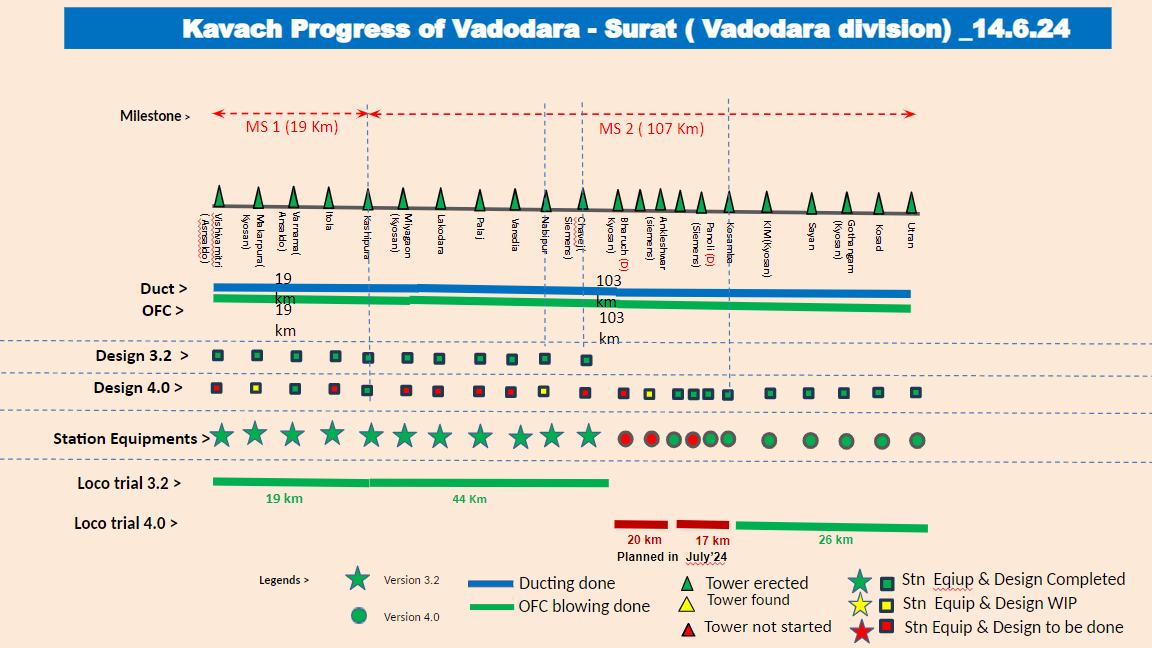 Kavach Progress of Vadodara - Surat ( Vadodara division) _14.6.24
Milestone >
MS 1 (19 Km)
MS 2 ( 107 Km)
Vishvamitri
( Asnsaldo)
Makarpura(
Kyosan)
Varnama(
Ansaldo)
Itola
Kashipura
Miyagaon
(Kyosan)
Lakodara
Palaj
Varedia
Nabipur
Chavej(
Siemens)
Bharuch (D)
Kyosan)
Ankleshwar
(siemens)
Panoli (D)
(Siemens)
Kosamba
KIM(Kyosan)
Sayan
Gothangam
(Kyosan)
Kosad
Utran
Duct >
19
km
103
km
OFC >
19
km
103
km
Design 3.2 >
Design 4.0 >
Station Equipments >
Loco trial 3.2 >
19 km
44 Km
Loco trial 4.0 >
20 km
17 km
26 km
Planned in July'24
Legends >
Version 3.2
Version 4.0
Ducting done
OFC blowing done
Tower erected
Tower found
Tower not started
Stn Eqiup & Design Completed
Stn Equip & Design WIP
Stn Equip & Design to be done